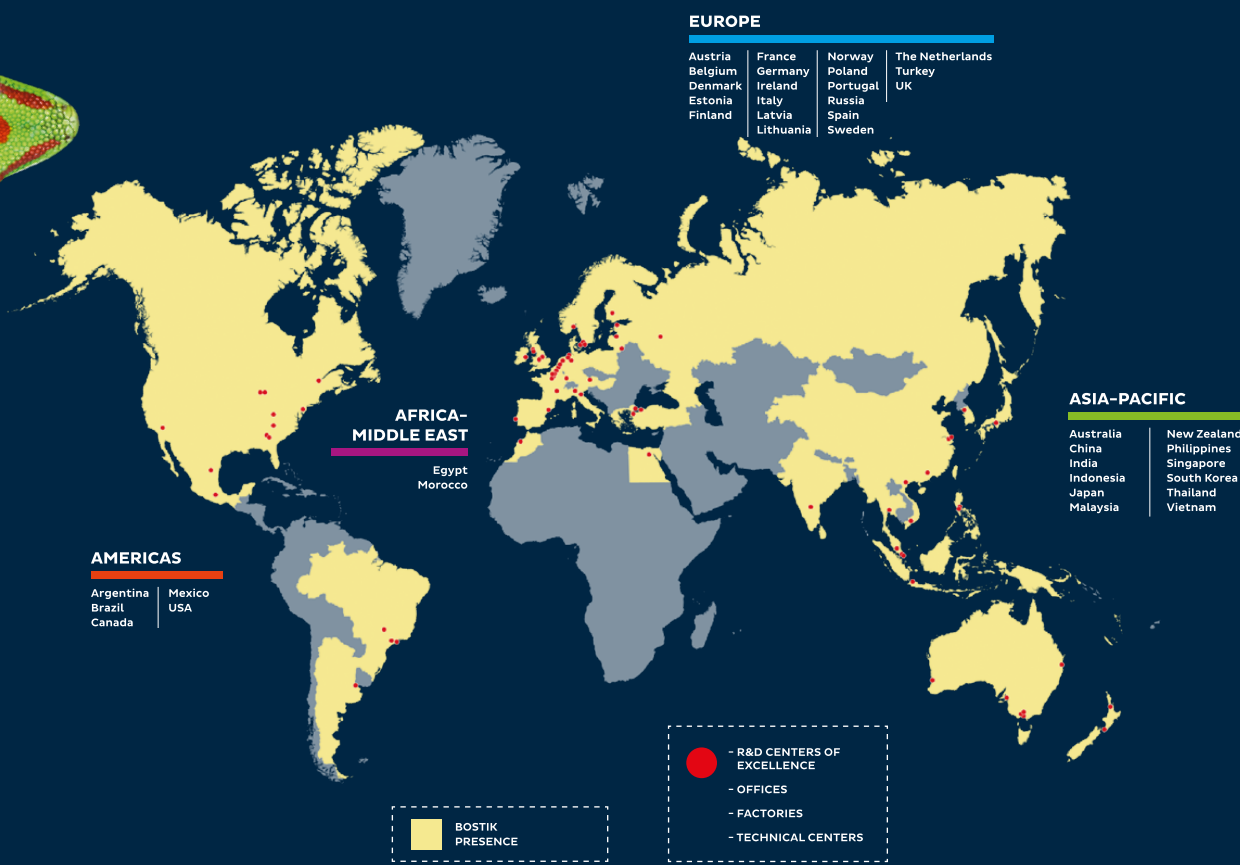 EUROPE
Austria
Belgium
Denmark
Estonia
Finland
France
Germany
Ireland
Italy
Latvia
Lithuania
Norway
Poland
Portugal
Russia
Spain
Sweden
The Netherlands
Turkey
UK
AFRICA-
MIDDLE EAST
Egypt
Morocco
ASIA-PACIFIC
Australia
China
India
Indonesia
Japan
Malaysia
New Zealand
Philippines
Singapore
South Korea
Thailand
Vietnam
AMERICAS
Argentina
Brazil
Canada
Mexico
USA
- R&D CENTERS OF
EXCELLENCE
- OFFICES
- FACTORIES
- TECHNICAL CENTERS
BOSTIK
PRESENCE